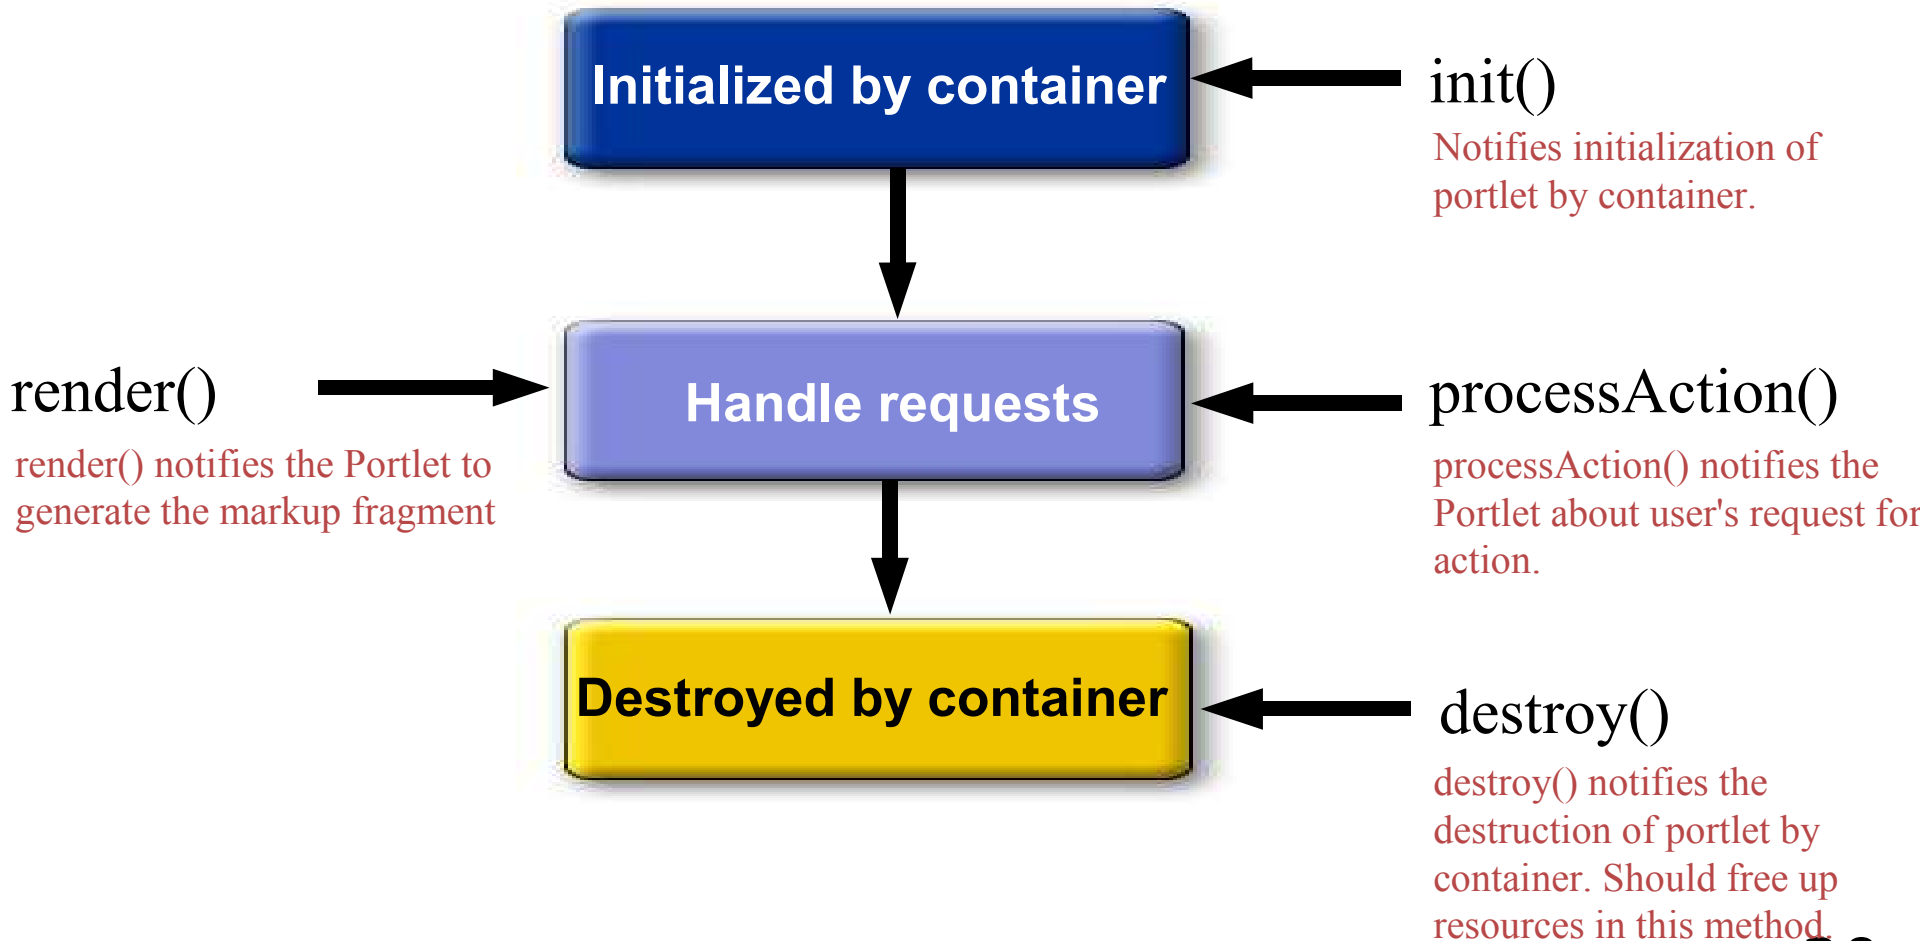 Initialized by container
init()
Notifies initialization of
portlet by container.
render()
render() notifies the Portlet to
generate the markup fragment
Handle requests
processAction()
processAction() notifies the
Portlet about user's request for
action.
Destroyed by container
destroy()
destroy() notifies the
destruction of portlet by
container. Should free up
resources in this method.